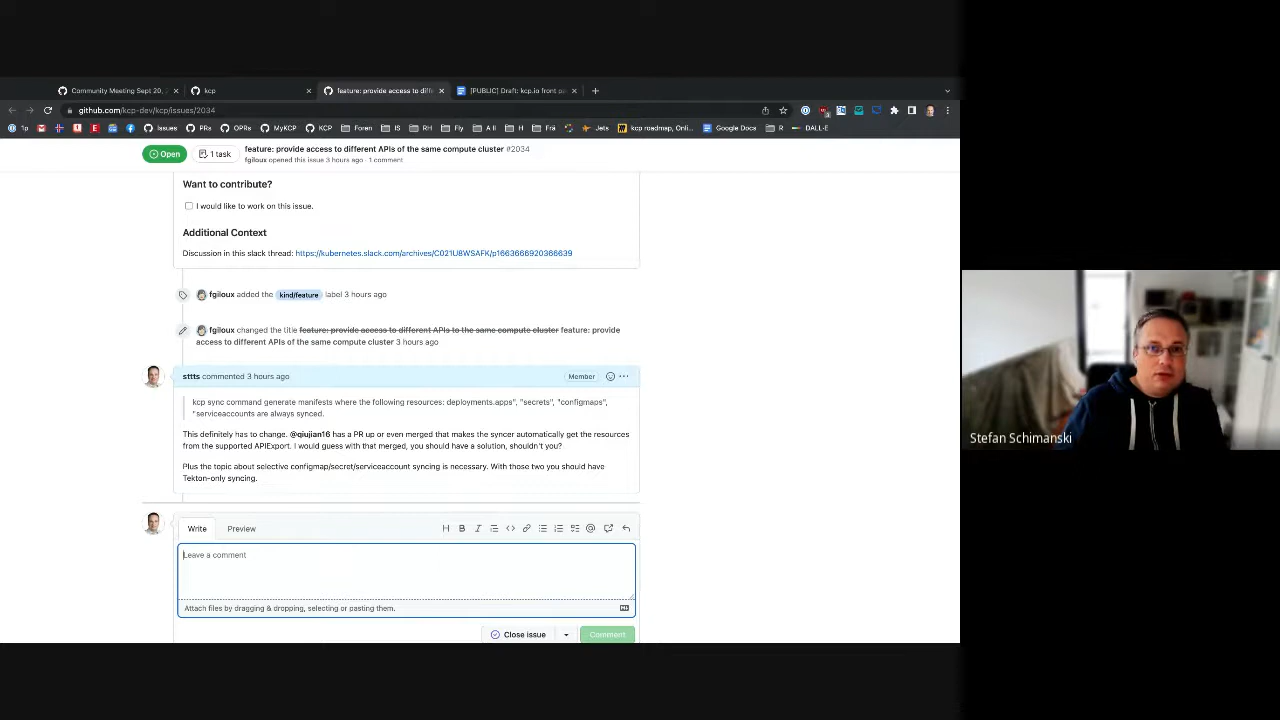 Community Meeting Sept 20,
kcp
feature: provide access to diffe
[PUBLIC] Draft: kcp.io front p
github.com/kcp-dev/kcp/issues/2034
1p
Issues
PRs
OPRs
MyKCP
KCP
Foren
IS
RH
Fly
A II
H
Frä
Jets
kcp roadmap, Onl...
Google Docs
R
DALL-E
Open
1 task
feature: provide access to different APIs of the same compute cluster #2034
fgiloux opened this issue 3 hours ago · 1 comment
Want to contribute?
I would like to work on this issue.
Additional Context
Discussion in this slack thread: https://kubernetes.slack.com/archives/C021U8WSAFK/p1663666920366639
fgiloux added the kind/feature label 3 hours ago
fgiloux changed the title feature: provide access to different APIs to the same compute cluster feature: provide
access to different APIs of the same compute cluster 3 hours ago
sttts commented 3 hours ago
Member
kcp sync command generate manifests where the following resources: deployments.apps", "secrets", "configmaps",
"serviceaccounts are always synced.
This definitely has to change. @qiujian16 has a PR up or even merged that makes the syncer automatically get the resources
from the supported APIExport. I would guess with that merged, you should have a solution, shouldn't you?
Plus the topic about selective configmap/secret/serviceaccount syncing is necessary. With those two you should have
Tekton-only syncing.
Write
Preview
Leave a comment
Attach files by dragging & dropping, selecting or pasting them.
Close issue
Comment
Stefan Schimanski